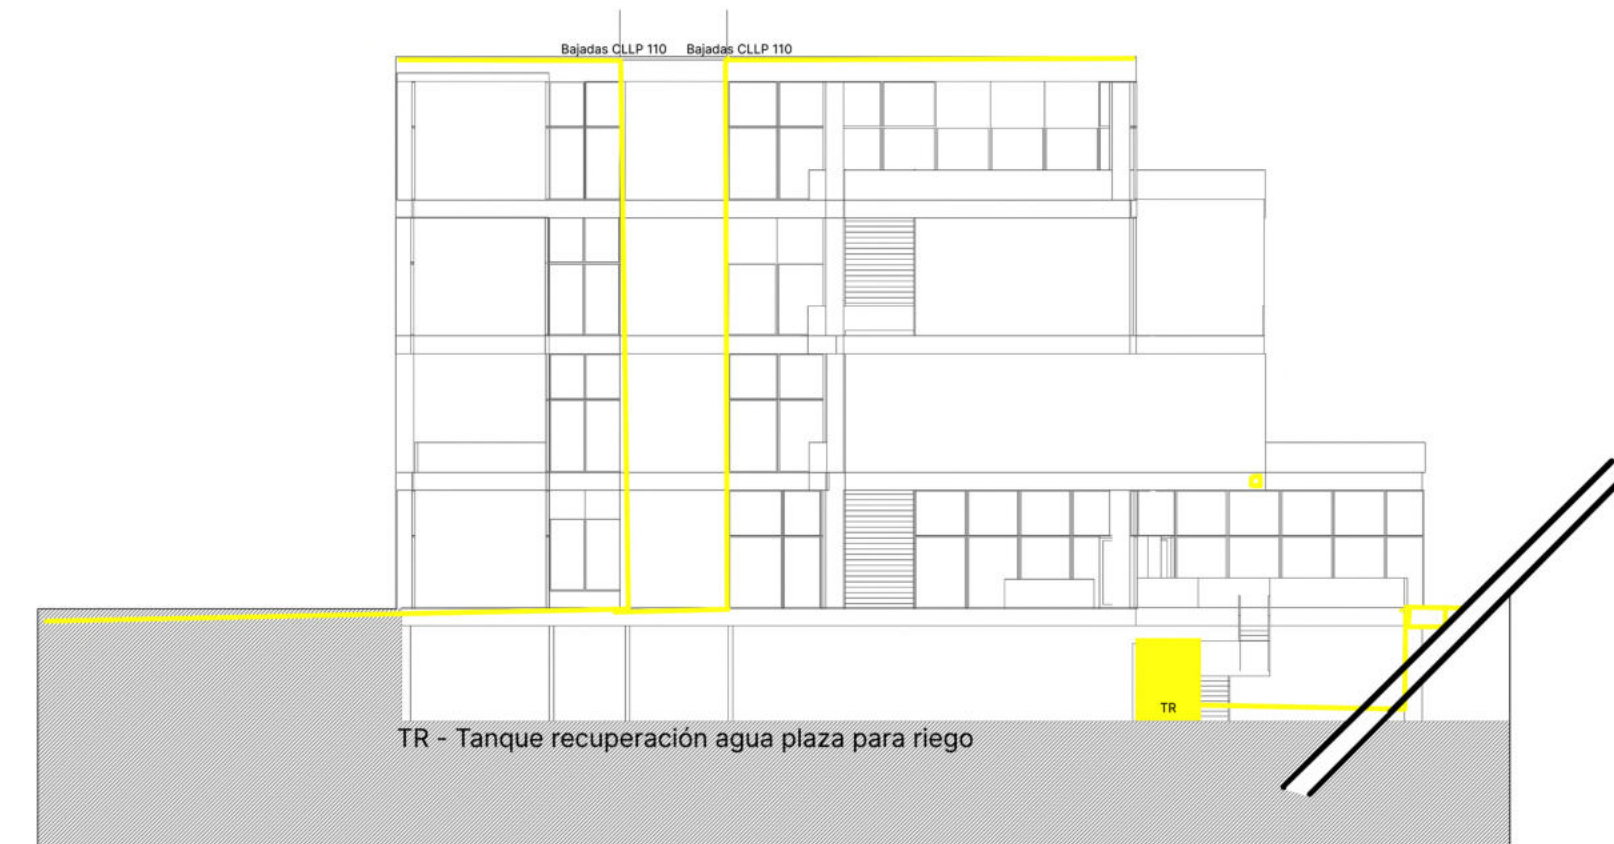 Bajadas CLLP 110
Bajadas CLLP 110
TR
TR - Tanque recuperación agua plaza para riego